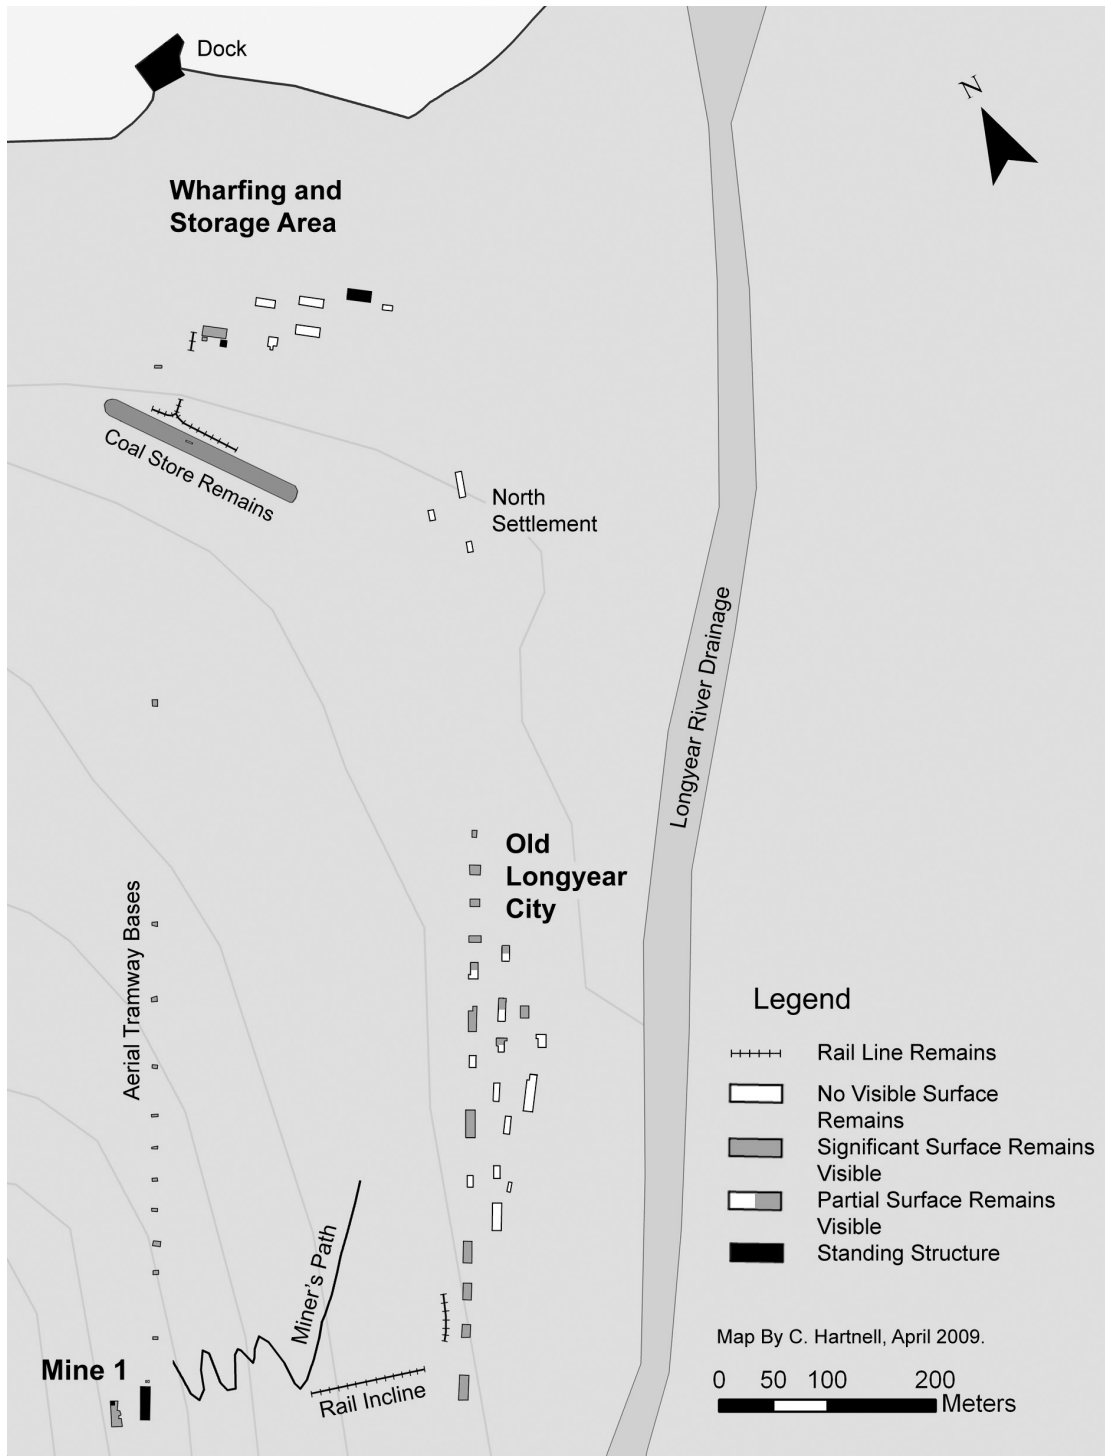 Dock
N
Wharfing and
Storage Area
Coal Store Remains
North
Settlement
Longyear River Drainage
Old
Longyear
City
Aerial Tramway Bases
Miner's Path
Mine 1
Rail Incline
Legend
Rail Line Remains
No Visible Surface
Remains
Significant Surface Remains
Visible
Partial Surface Remains
Visible
Standing Structure
Map By C. Hartnell, April 2009.
0 50 100 200
Meters